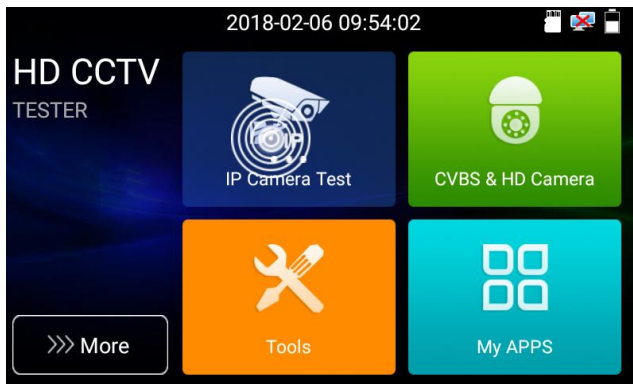 2018-02-06 09:54:02
HD CCTV
TESTER
IP
IP Camera Test
CVBS & HD Camera
Tools
My APPS
>>> More